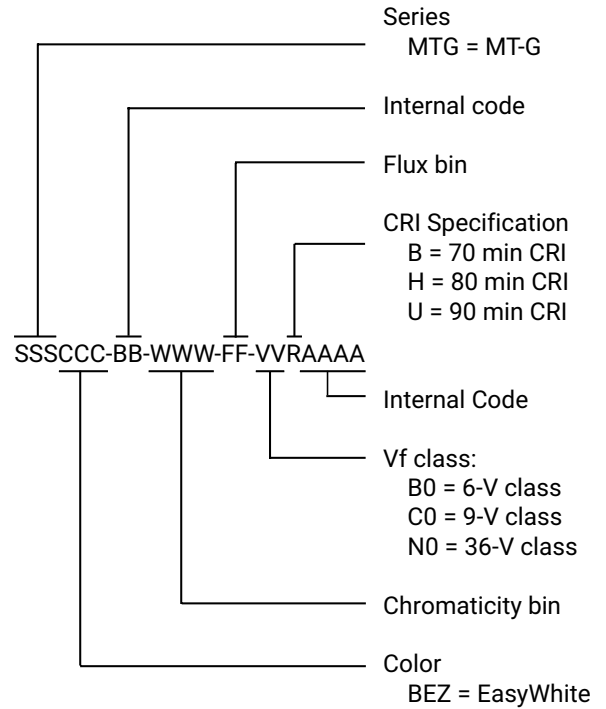 Series
MTG = MT-G
Internal code
Flux bin
CRI Specification
B = 70 min CRI
H = 80 min CRI
U = 90 min CRI
SSSCCC-BB-WWW-FF-VVRAAAA
Internal Code
Vf class:
B0 = 6-V class
C0 = 9-V class
N0 = 36-V class
Chromaticity bin
Color
BEZ = EasyWhite